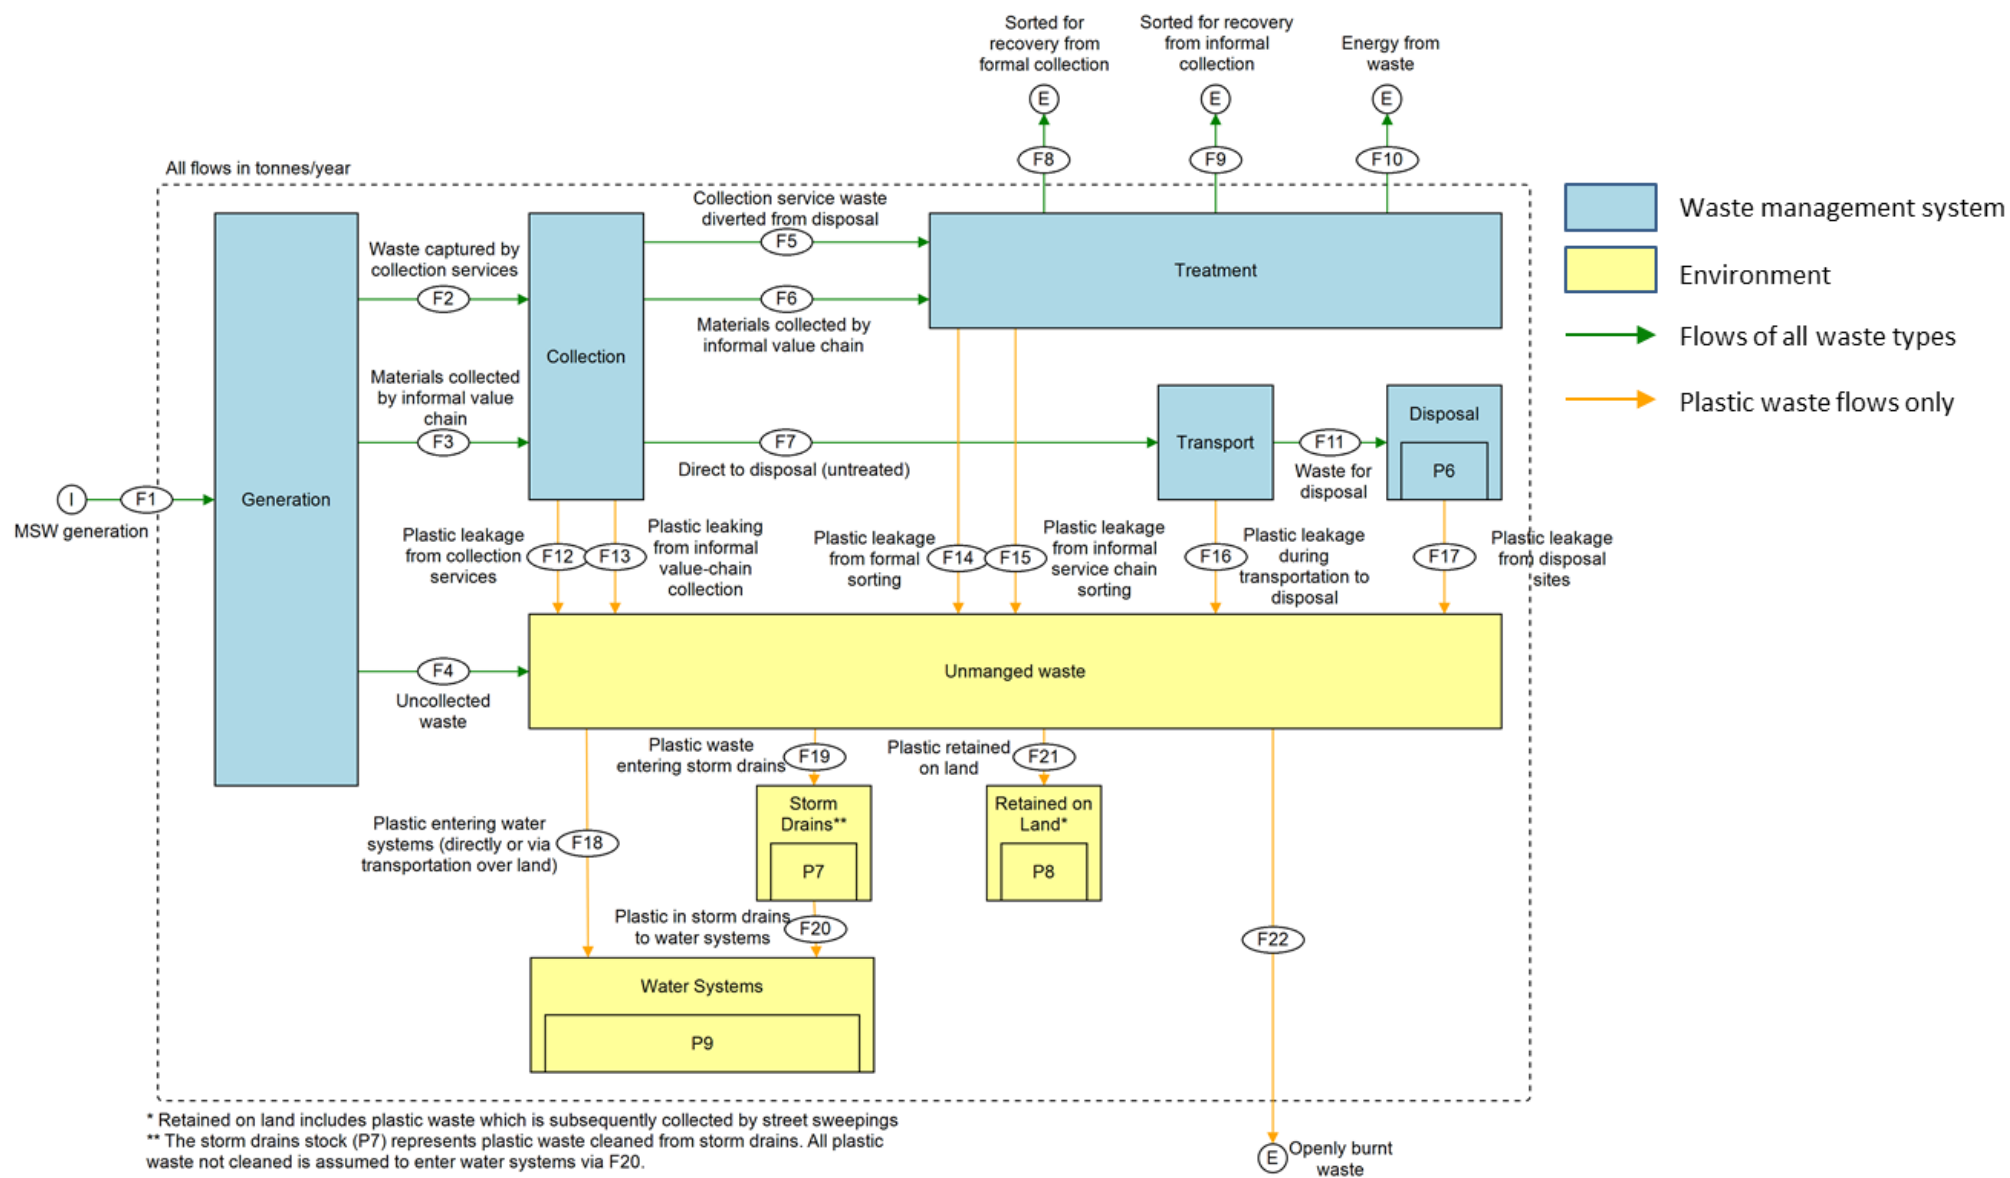 Sorted for
recovery from
formal collection
Sorted for recovery
from informal
collection
Energy from
waste
E
E
E
F8
F9
F10
All flows in tonnes/year
Collection service waste
diverted from disposal
F5
Waste captured by
collection services
F2
F6
Materials collected by
informal value chain
Treatment
Collection
Materials collected
by informal value
chain
F3
F7
Direct to disposal (untreated)
Transport
F11
Waste for
disposal
Disposal
P6
I
F1
MSW generation
Generation
Plastic leakage
from collection
services
F12
F13
Plastic leaking
from informal
value-chain
collection
Plastic leakage
from formal
sorting
F14
F15
Plastic leakage
from informal
service chain
sorting
F16
Plastic leakage
during
transportation to
disposal
F17
Plastic leakage
from disposal
sites
F4
Uncollected
waste
Unmanged waste
Plastic waste
entering storm drains
F19
Plastic retained
on land
F21
Storm
Drains**
P7
Retained on
Land*
P8
Plastic entering water
systems (directly or via
transportation over land)
F18
Plastic in storm drains
to water systems
F20
F22
Water Systems
P9
E
Openly burnt
waste
* Retained on land includes plastic waste which is subsequently collected by street sweepings
** The storm drains stock (P7) represents plastic waste cleaned from storm drains. All plastic
waste not cleaned is assumed to enter water systems via F20.
Waste management system
Environment
Flows of all waste types
Plastic waste flows only